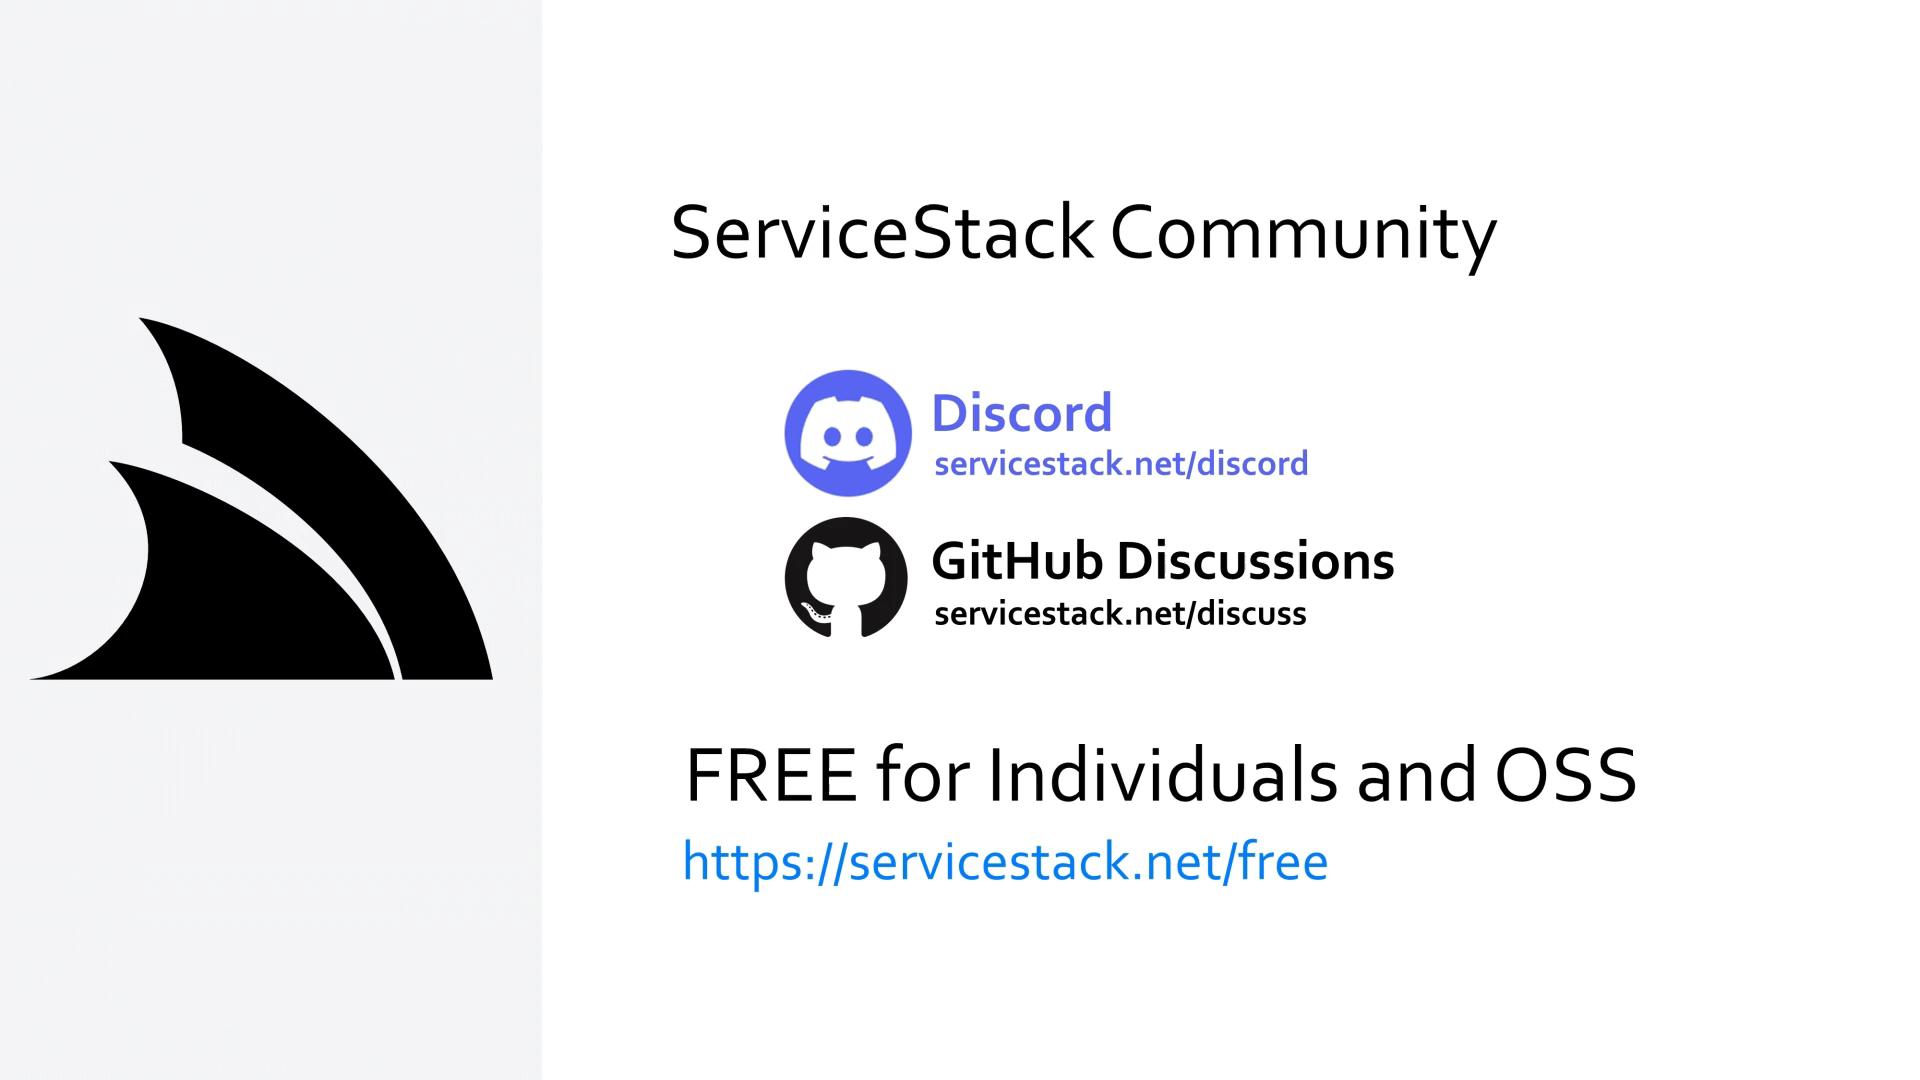 ServiceStack Community
Discord
servicestack.net/discord
GitHub Discussions
servicestack.net/discuss
FREE for Individuals and OSS
https://servicestack.net/free